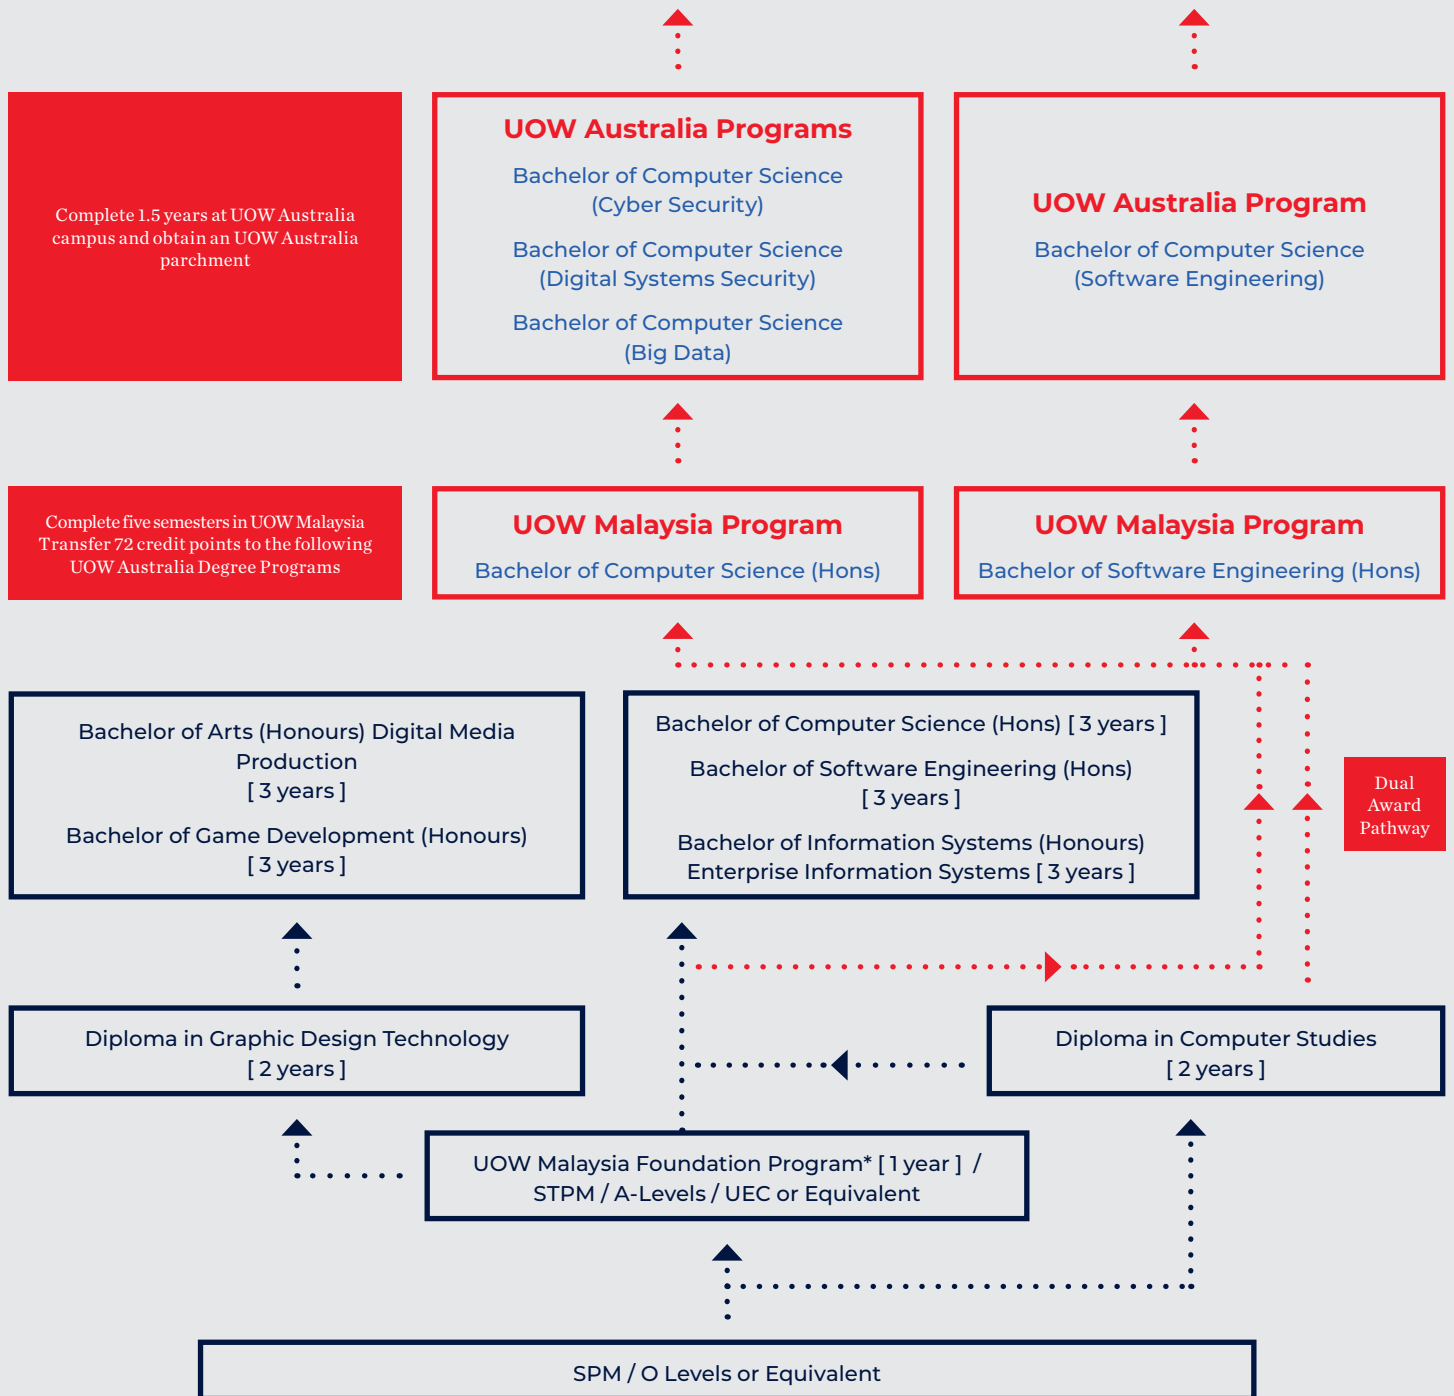 Complete 1.5 years at UOW Australia
campus and obtain an UOW Australia
parchment
UOW Australia Programs
Bachelor of Computer Science
(Cyber Security)
Bachelor of Computer Science
(Digital Systems Security)
Bachelor of Computer Science
(Big Data)
UOW Australia Program
Bachelor of Computer Science
(Software Engineering)
Complete five semesters in UOW Malaysia
Transfer 72 credit points to the following
UOW Australia Degree Programs
UOW Malaysia Program
Bachelor of Computer Science (Hons)
UOW Malaysia Program
Bachelor of Software Engineering (Hons)
Bachelor of Arts (Honours) Digital Media
Production
[ 3 years ]
Bachelor of Game Development (Honours)
[ 3 years ]
Bachelor of Computer Science (Hons) [ 3 years ]
Bachelor of Software Engineering (Hons)
[ 3 years ]
Bachelor of Information Systems (Honours)
Enterprise Information Systems [ 3 years ]
Dual
Award
Pathway
Diploma in Graphic Design Technology
[ 2 years ]
Diploma in Computer Studies
[ 2 years ]
UOW Malaysia Foundation Program* [ 1 year ] /
STPM / A-Levels / UEC or Equivalent
SPM / O Levels or Equivalent